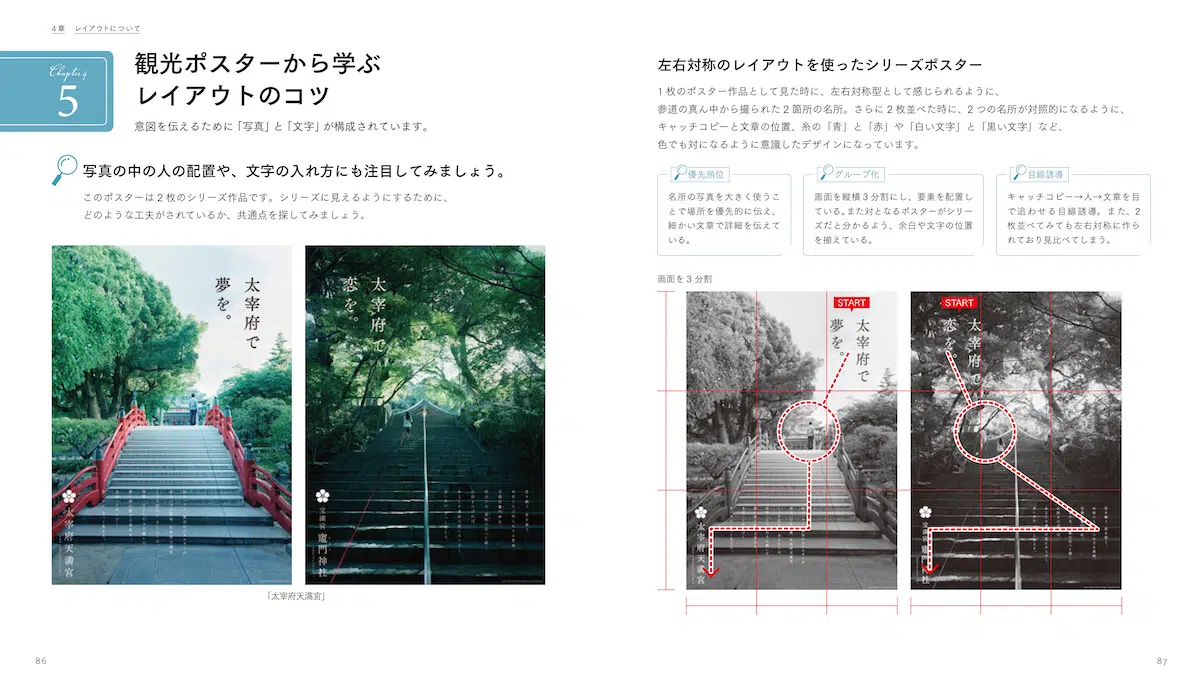 4章 レイアウトについて
Chapter 4
5
観光ポスターから学ぶ
レイアウトのコツ
意図を伝えるために「写真」と「文字」が構成されています。
写真の中の人の配置や、文字の入れ方にも注目してみましょう。
このポスターは2枚のシリーズ作品です。シリーズに見えるようにするために、
どのような工夫がされているか、共通点を探してみましょう。
太宰府で
夢を。
太宰府天満宮
太宰府で
恋を。
宝満宮 竈門神社
「太宰府天満宮」
86
左右対称のレイアウトを使ったシリーズポスター
1枚のポスター作品として見た時に、左右対称型として感じられるように、
参道の真ん中から撮られた2箇所の名所。さらに2枚並べた時に、2つの名所が対照的になるように、
キャッチコピーと文章の位置、糸の「青」と「赤」や「白い文字」と「黒い文字」など、
色でも対になるように意識したデザインになっています。
優先順位
名所の写真を大きく使うこ
とで場所を優先的に伝え、
細かい文章で詳細を伝えて
いる。
グループ化
画面を縦横3分割にし、要素を配置し
ている。また対となるポスターがシリー
ズだと分かるよう、余白や文字の位置
を揃えている。
目線誘導
キャッチコピー→人→文章を目
で追わせる目線誘導。また、2
枚並べてみても左右対称に作ら
れており見比べてしまう。
画面を3分割
START
太宰府で
夢を。
太宰府天満宮
START
太宰府で
恋を。
87